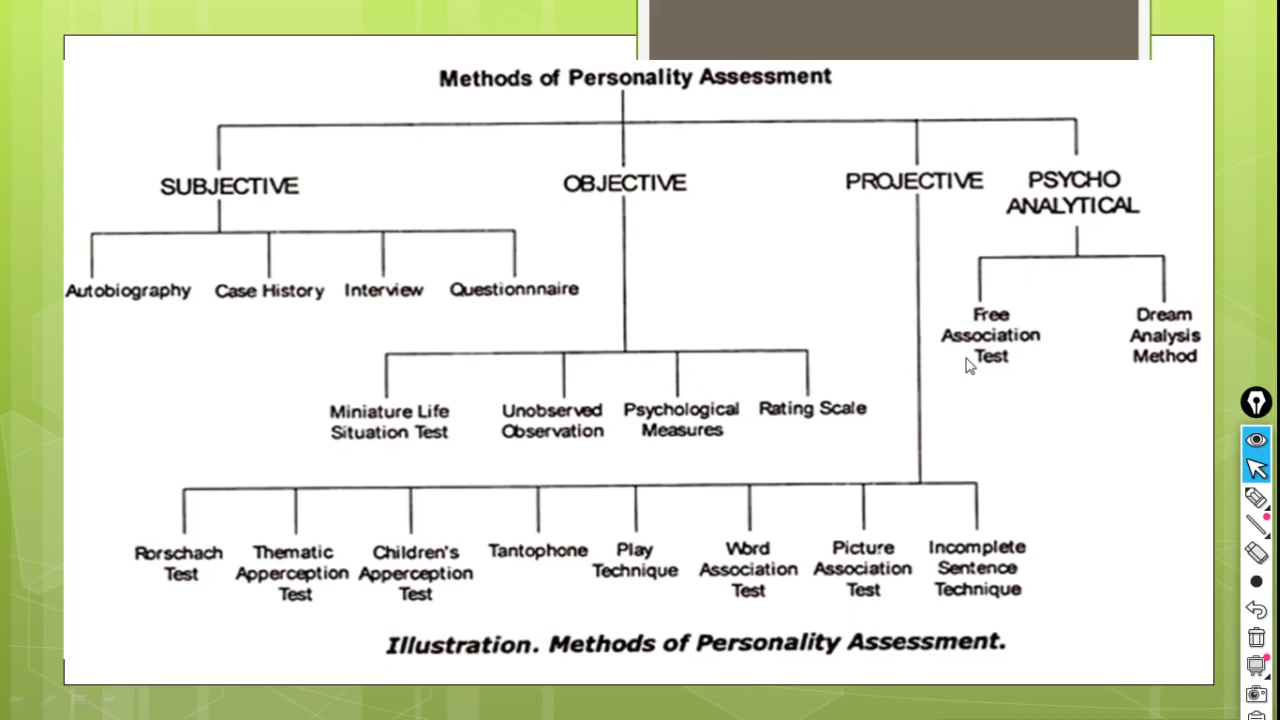 Methods of Personality Assessment
SUBJECTIVE
OBJECTIVE
PROJECTIVE
PSYCHO
ANALYTICAL
Autobiography
Case History
Interview
Questionnnaire
Free
Association
Test
Dream
Analysis
Method
Miniature Life
Situation Test
Unobserved
Observation
Psychological
Measures
Rating Scale
Rorschach
Test
Thematic
Apperception
Test
Children's
Apperception
Test
Tantophone
Play
Technique
Word
Association
Test
Picture
Association
Test
Incomplete
Sentence
Technique
Illustration. Methods of Personality Assessment.